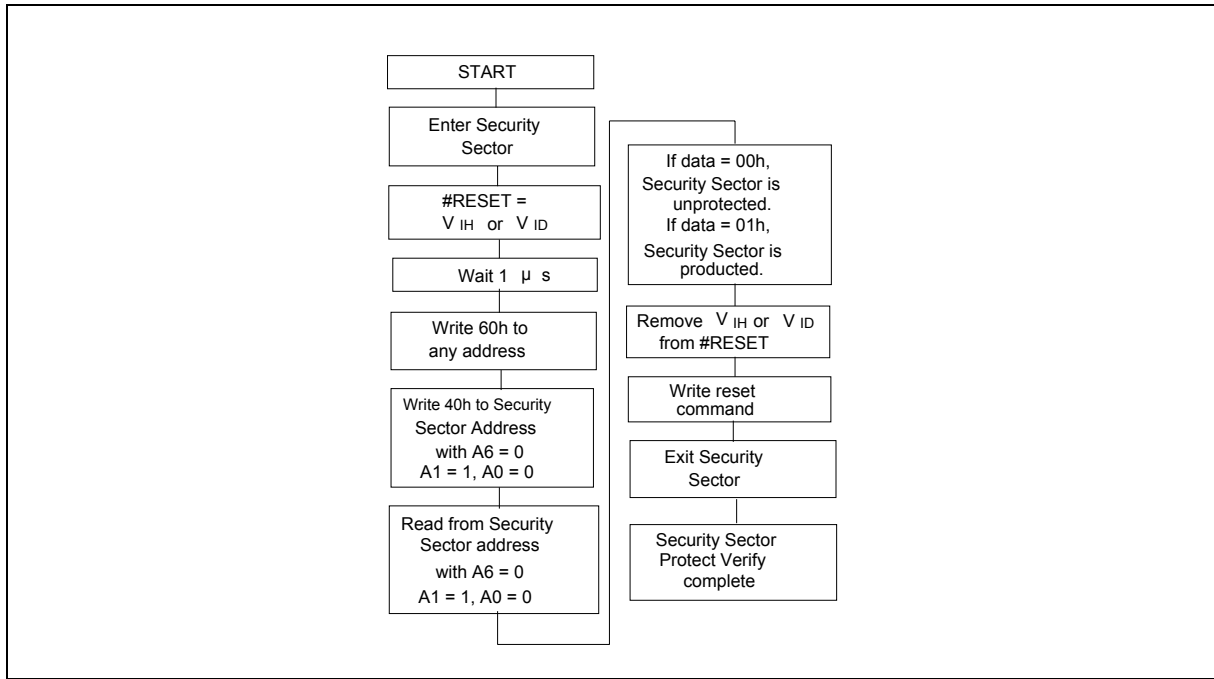 START
Enter Security
Sector
#RESET =
V IH or V ID
Wait 1 μ s
Write 60h to
any address
Write 40h to Security
Sector Address
with A6 = 0
A1 = 1, A0 = 0
Read from Security
Sector address
with A6 = 0
A1 = 1, A0 = 0
If data = 00h,
Security Sector is
unprotected.
If data = 01h,
Security Sector is
producted.
Remove V IH or V ID
from #RESET
Write reset
command
Exit Security
Sector
Security Sector
Protect Verify
complete